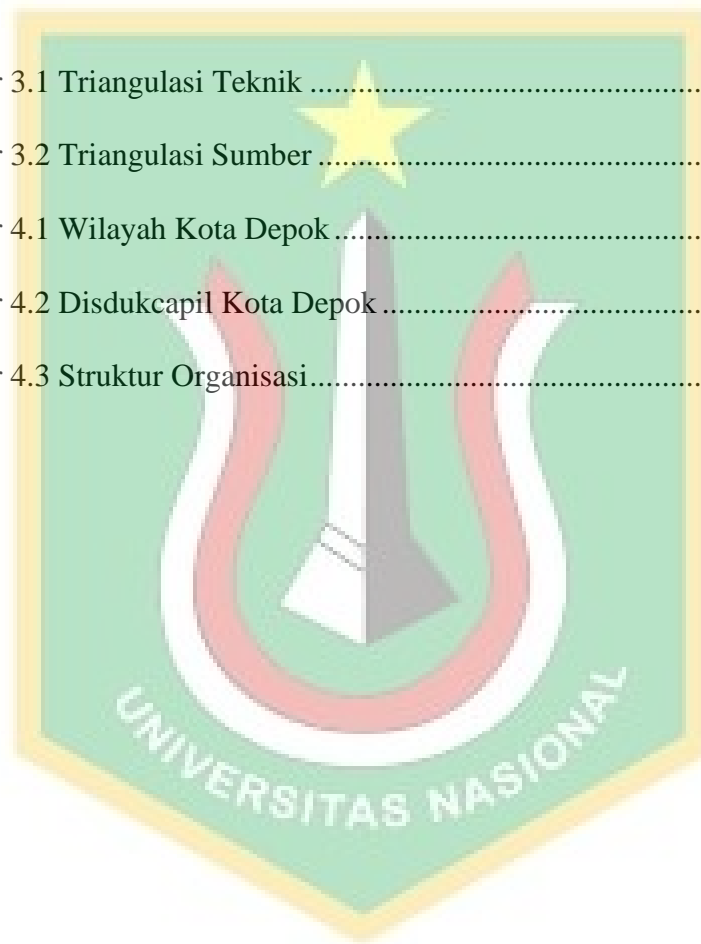 r 3.1 Triangulasi Teknik ................................................
r 3.2 Triangulasi Sumber ...............................................
r 4.1 Wilayah Kota Depok .............................................
r 4.2 Disdukcapil Kota Depok .......................................
r 4.3 Struktur Organisasi................................................
UNIVERSITAS NASIONAL